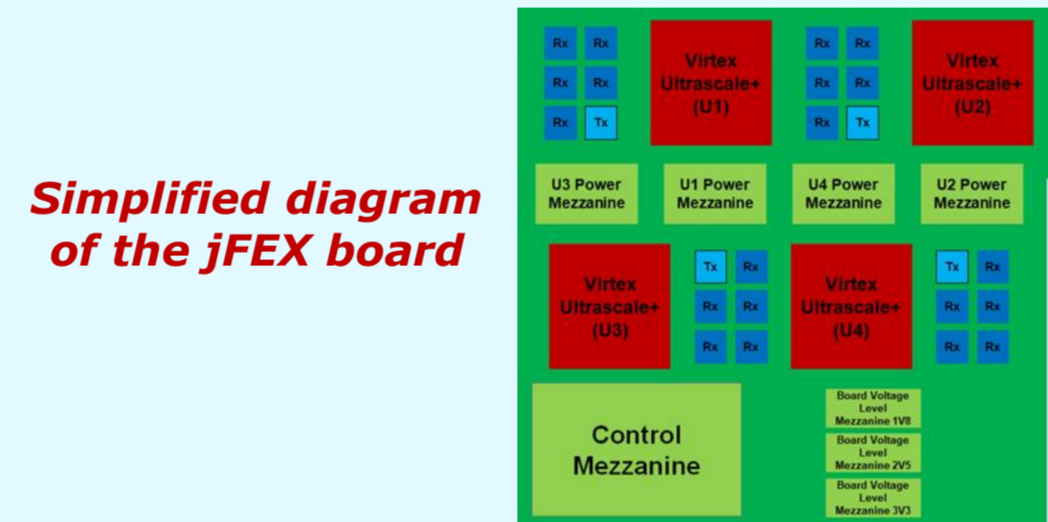 Simplified diagram
of the jFEX board
Rx Rx
Rx Rx
Rx Tx
Virtex
Ultrascale+
(U1)
Rx Rx
Rx Rx
Rx Tx
Virtex
Ultrascale+
(U2)
U3 Power
Mezzanine
U1 Power
Mezzanine
U4 Power
Mezzanine
U2 Power
Mezzanine
Virtex
Ultrascale+
(U3)
Tx Rx
Rx Rx
Rx Rx
Virtex
Ultrascale+
(U4)
Tx Rx
Rx Rx
Rx Rx
Control
Mezzanine
Board Voltage
Level
Mezzanine 1V8
Board Voltage
Level
Mezzanine 2V5
Board Voltage
Level
Mezzanine 3V3